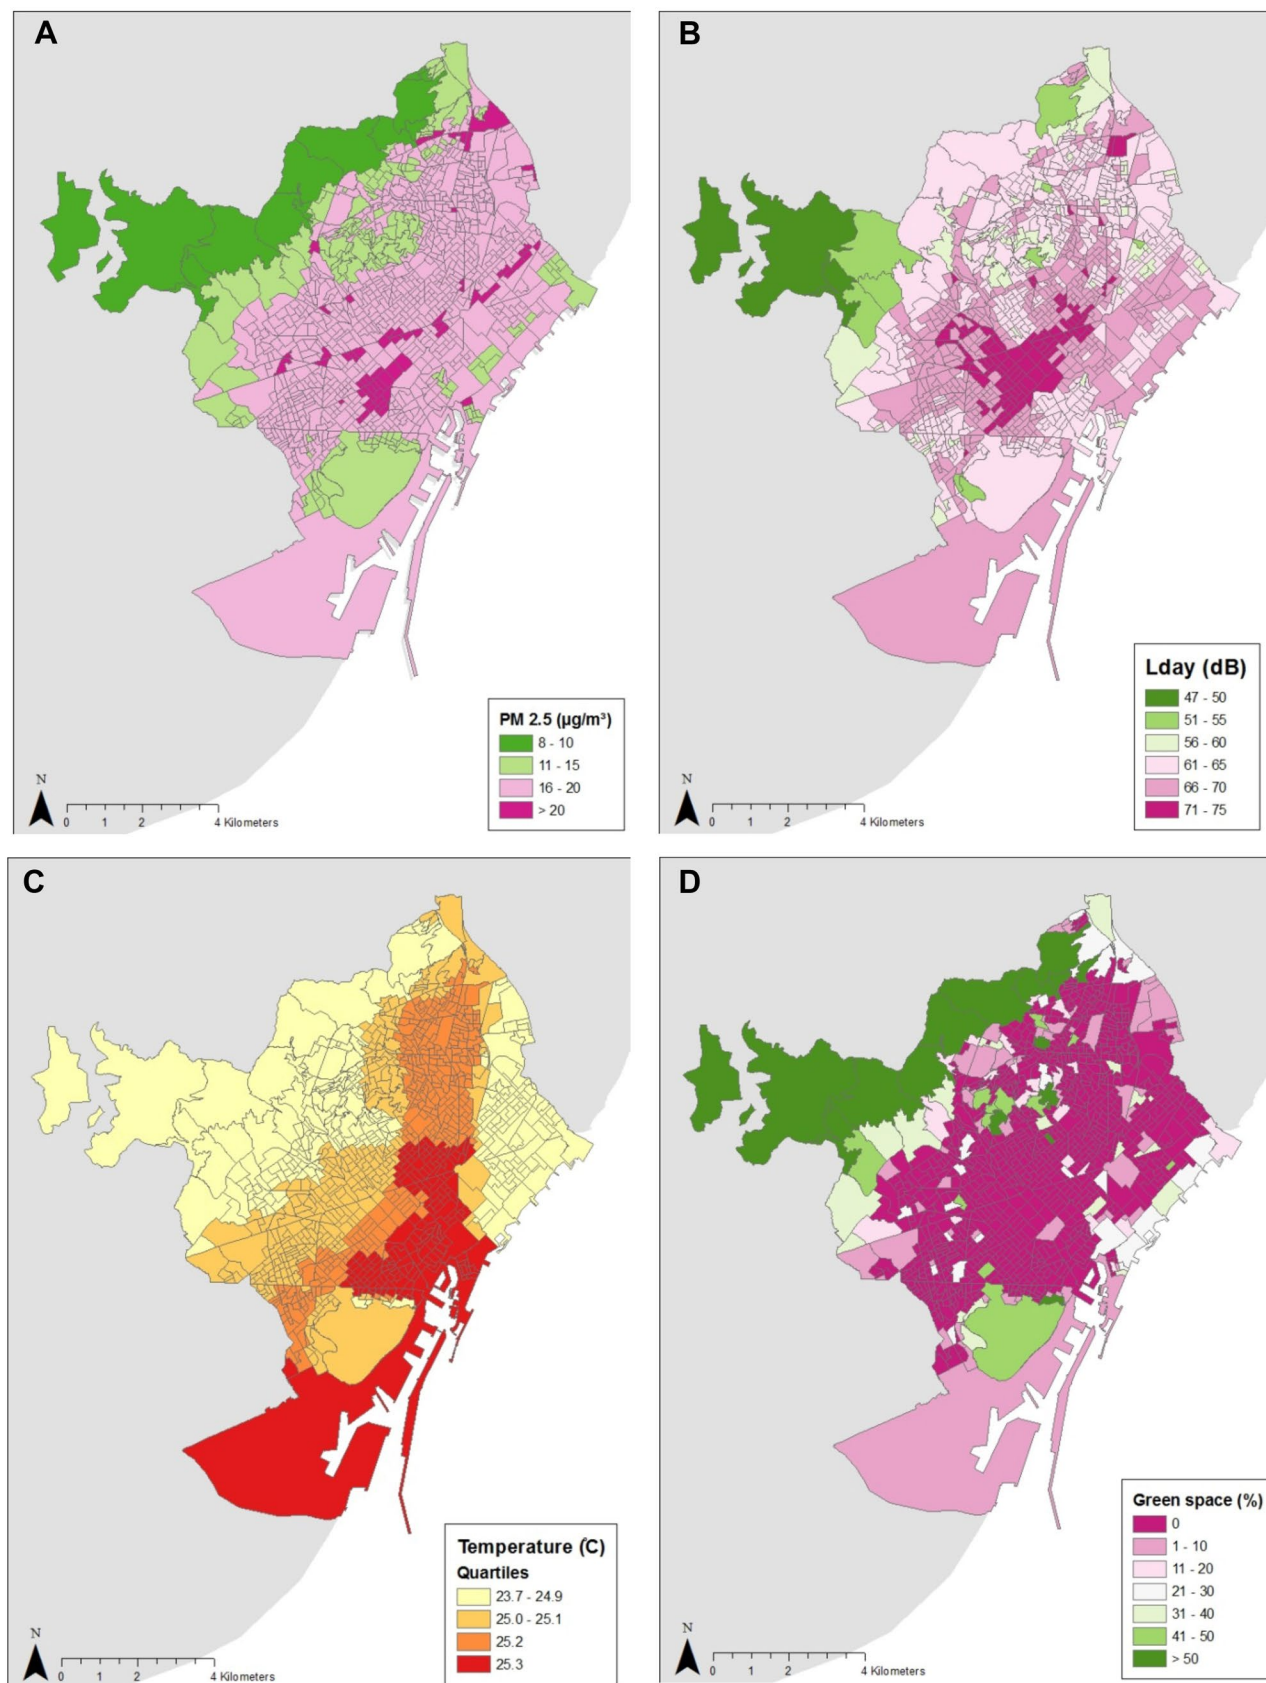 A
PM 2.5 (µg/m³)
8 - 10
11 - 15
16 - 20
> 20
N
0 1 2 4 Kilometers
B
Lday (dB)
47 - 50
51 - 55
56 - 60
61 - 65
66 - 70
71 - 75
N
0 1 2 4 Kilometers
C
Temperature (̊C)
Quartiles
23.7 - 24.9
25.0 - 25.1
25.2
25.3
N
0 1 2 4 Kilometers
D
Green space (%)
0
1 - 10
11 - 20
21 - 30
31 - 40
41 - 50
> 50
N
0 1 2 4 Kilometers